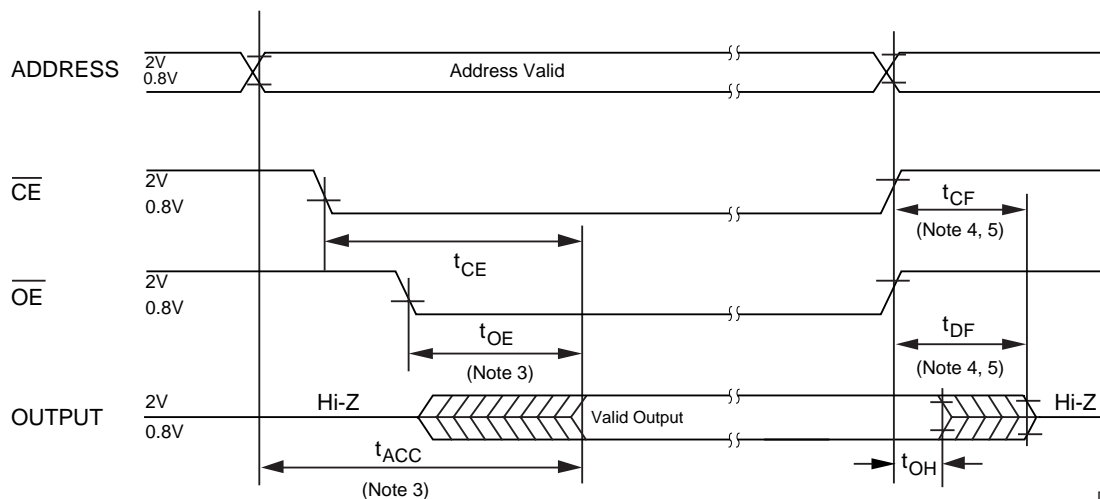 ADDRESS
2V
0.8V
Address Valid
CE
2V
0.8V
tCE
tCF
(Note 4, 5)
OE
2V
0.8V
tOE
(Note 3)
tDF
(Note 4, 5)
OUTPUT
2V
0.8V
Hi-Z
Valid Output
Hi-Z
tACC
(Note 3)
tOH